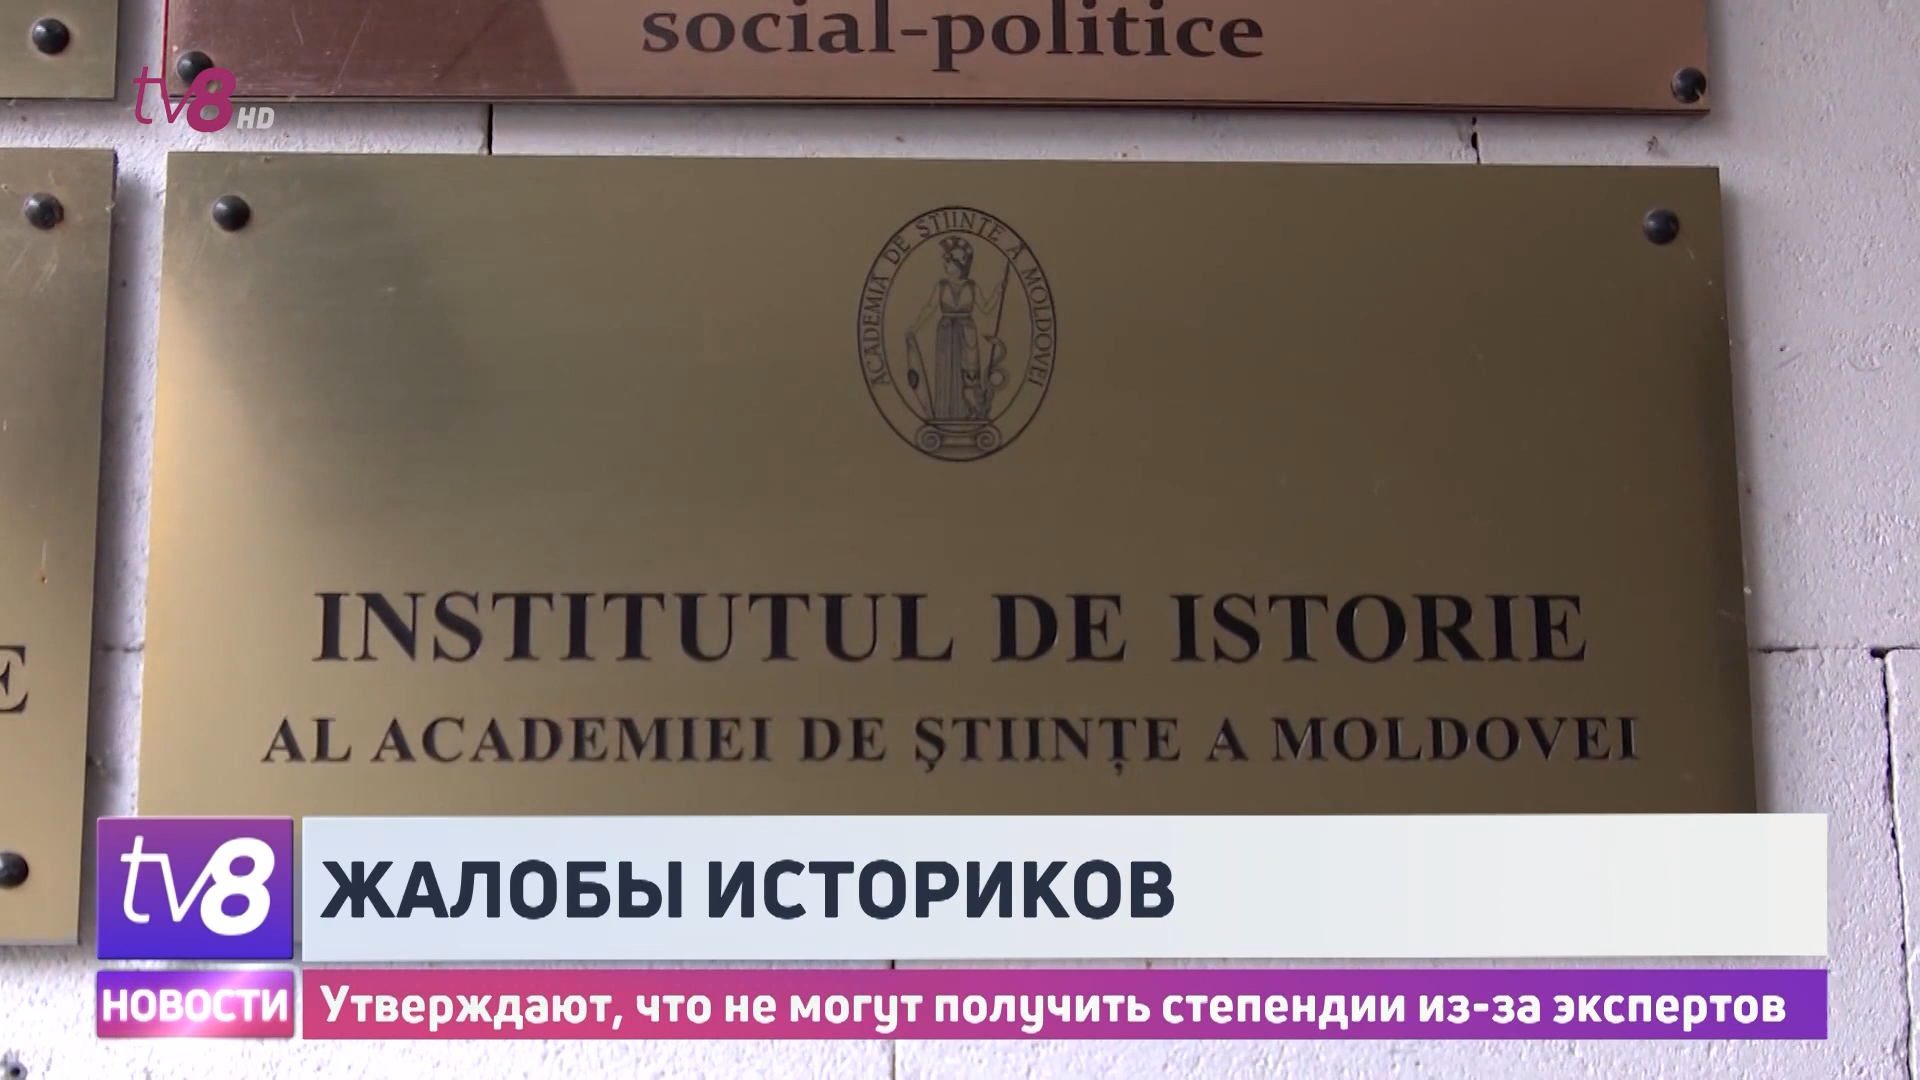 social-politice
tv8 HD
ACADEMIA DE ŞTIINŢE A MOLDOVEI
INSTITUTUL DE ISTORIE
AL ACADEMIEI DE ŞTIINŢE A MOLDOVEI
E
tv8
ЖАЛОБЫ ИСТОРИКОВ
НОВОСТИ
Утверждают, что не могут получить степендии из-за экспертов